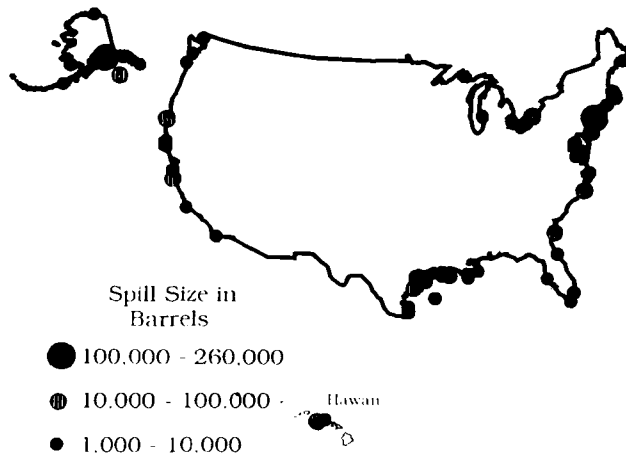 Spill Size in
Barrels
100,000 - 260,000
10,000 - 100,000 -
1,000 - 10,000
Hawaii